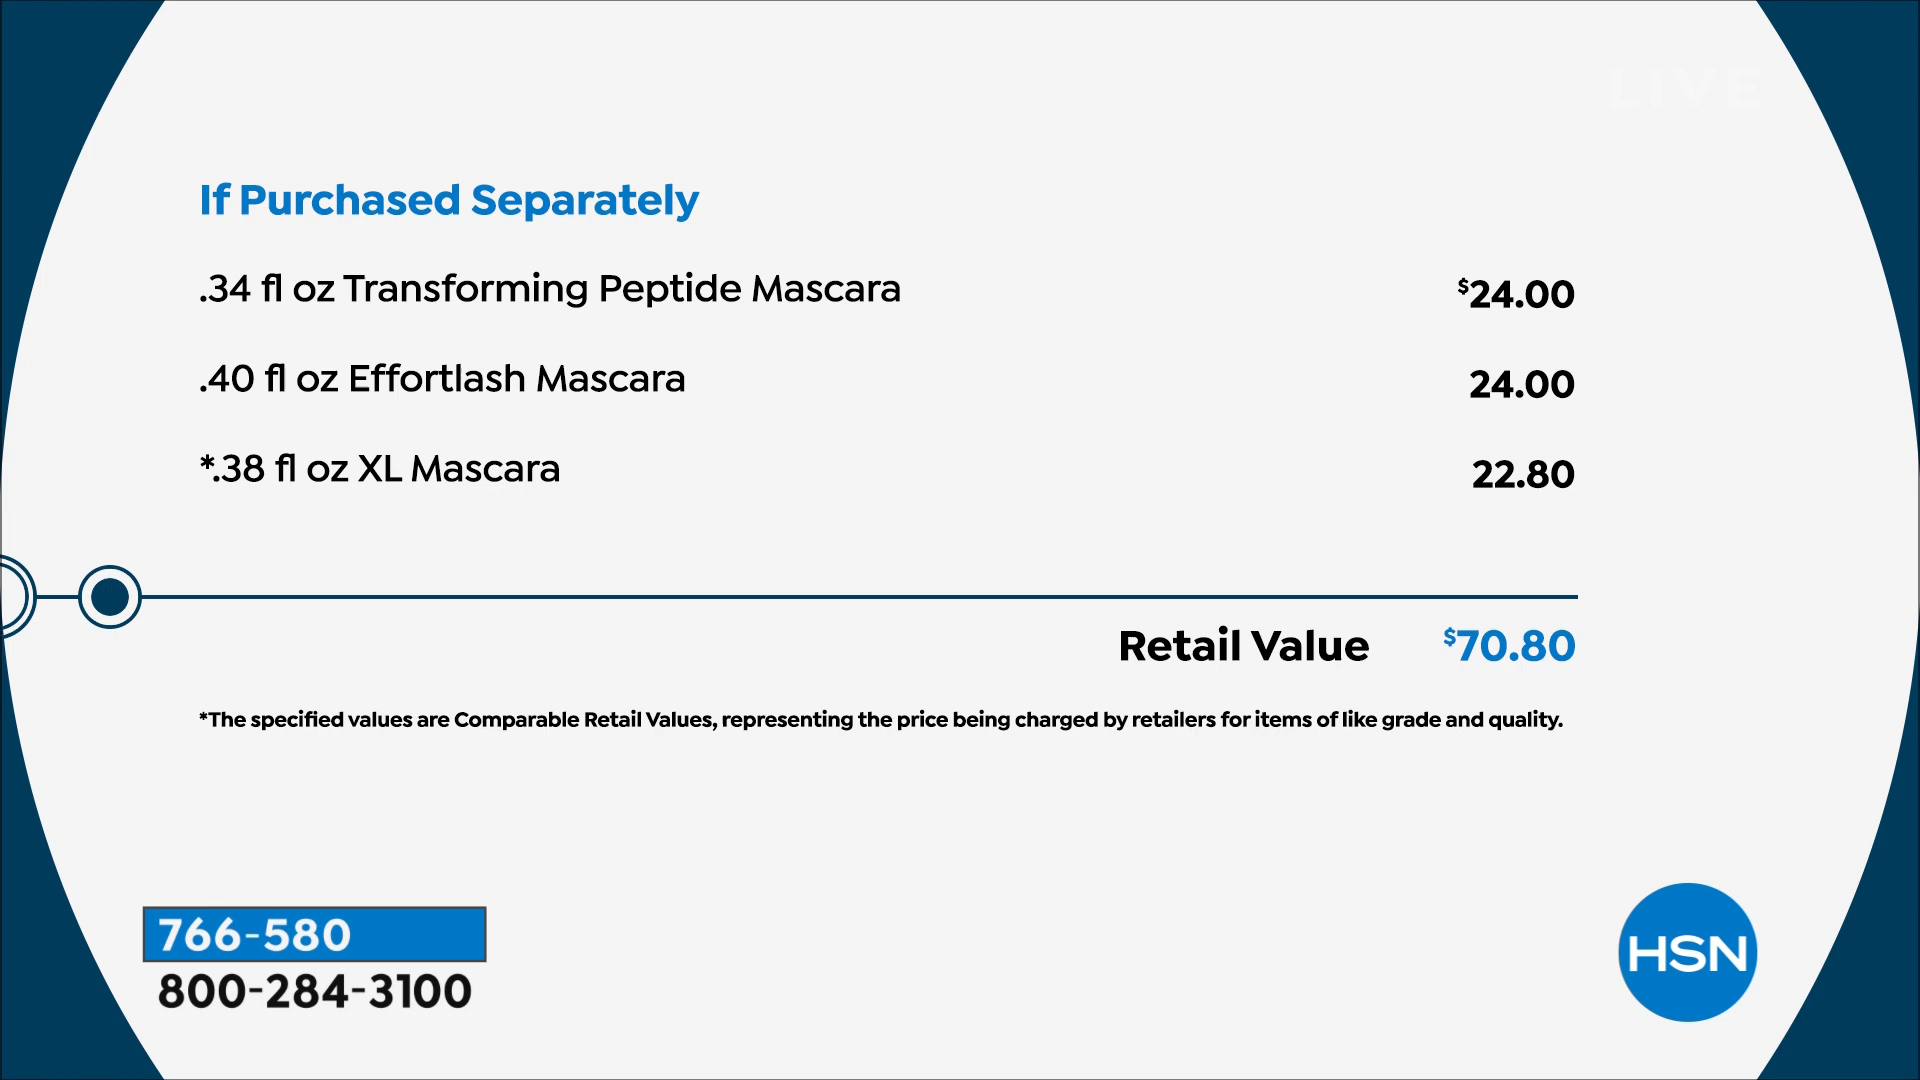 LIVE
If Purchased Separately
.34 fl oz Transforming Peptide Mascara $24.00
.40 fl oz Effortlash Mascara 24.00
*.38 fl oz XL Mascara 22.80
Retail Value $70.80
*The specified values are Comparable Retail Values, representing the price being charged by retailers for items of like grade and quality.
766-580
800-284-3100
HSN